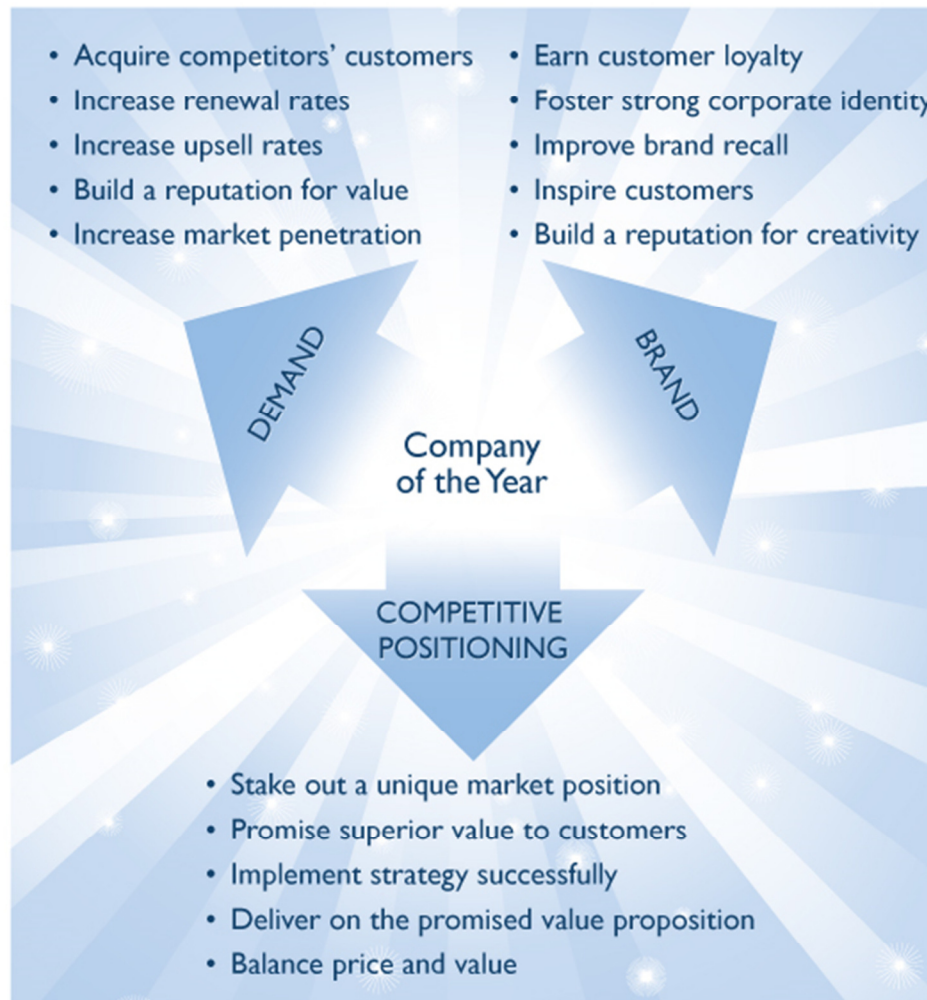 • Acquire competitors’ customers
• Increase renewal rates
• Increase upsell rates
• Build a reputation for value
• Increase market penetration
• Earn customer loyalty
• Foster strong corporate identity
• Improve brand recall
• Inspire customers
• Build a reputation for creativity
DEMAND
BRAND
Company
of the Year
COMPETITIVE
POSITIONING
• Stake out a unique market position
• Promise superior value to customers
• Implement strategy successfully
• Deliver on the promised value proposition
• Balance price and value